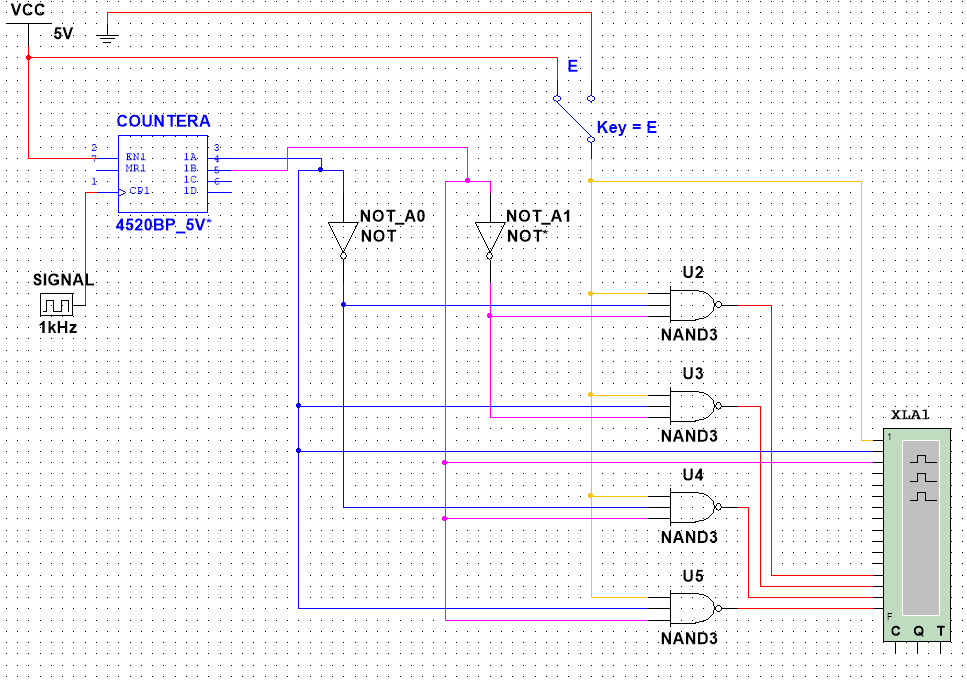 VCC
5V
E
Key = E
COUNTERA
2
7
1
EN1
MR1
CP1
1A
1B
1C
1D
3
4
5
6
4520BP_5V*
NOT_A0
NOT
NOT_A1
NOT*
SIGNAL
1kHz
U2
NAND3
U3
NAND3
XLA1
1
U4
NAND3
U5
NAND3
F
C Q T